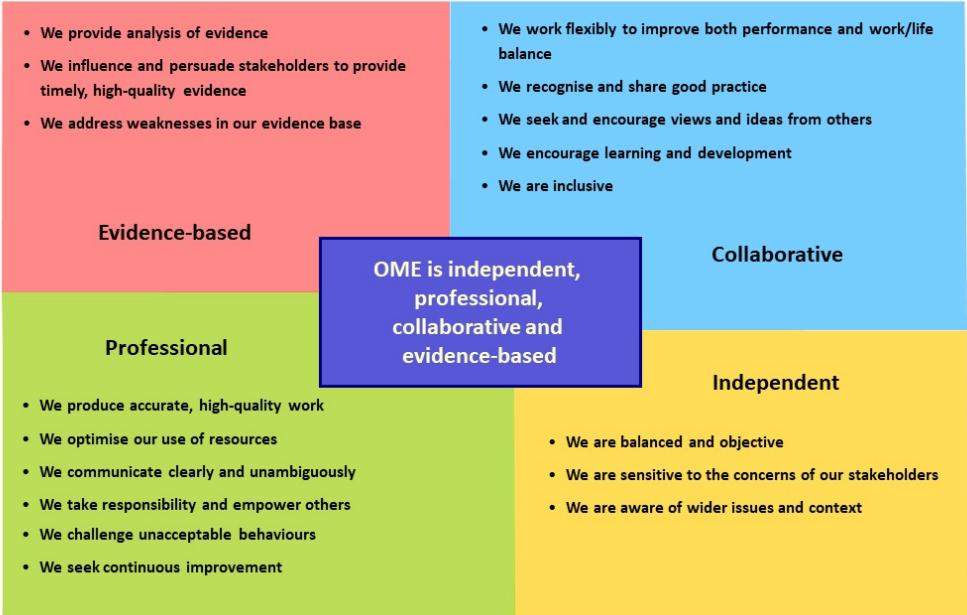 • We provide analysis of evidence
• We influence and persuade stakeholders to provide
timely, high-quality evidence
• We address weaknesses in our evidence base
Evidence-based
• We work flexibly to improve both performance and work/life
balance
• We recognise and share good practice
• We seek and encourage views and ideas from others
• We encourage learning and development
• We are inclusive
Collaborative
OME is independent,
professional,
collaborative and
evidence-based
Professional
• We produce accurate, high-quality work
• We optimise our use of resources
• We communicate clearly and unambiguously
• We take responsibility and empower others
• We challenge unacceptable behaviours
• We seek continuous improvement
Independent
• We are balanced and objective
• We are sensitive to the concerns of our stakeholders
• We are aware of wider issues and context